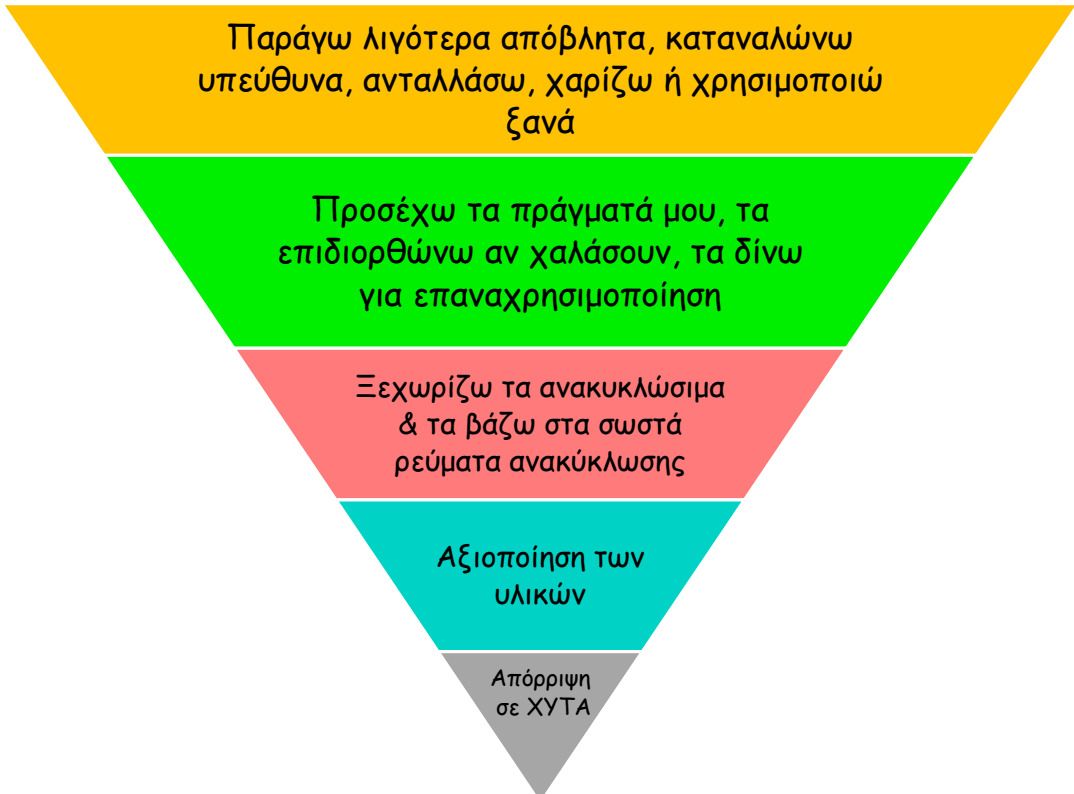 Παράγω λιγότερα απόβλητα, καταναλώνω
υπεύθυνα, ανταλλάσω, χαρίζω ή χρησιμοποιώ
ξανά
Προσέχω τα πράγματά μου, τα
επιδιορθώνω αν χαλάσουν, τα δίνω
για επαναχρησιμοποίηση
Ξεχωρίζω τα ανακυκλώσιμα
& τα βάζω στα σωστά
ρεύματα ανακύκλωσης
Αξιοποίηση των
υλικών
Απόρριψη
σε ΧΥΤΑ